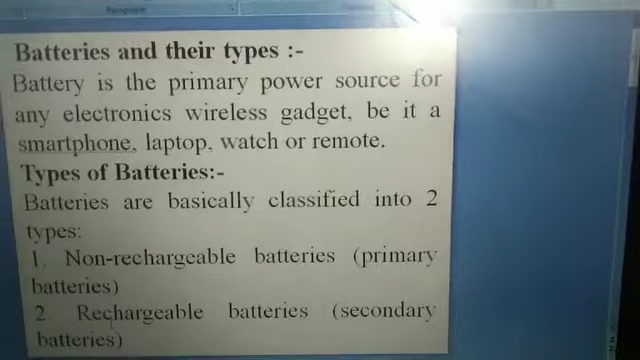 Paragraph
Batteries and their types :-
Battery is the primary power source for
any electronics wireless gadget, be it a
smartphone, laptop, watch or remote.
Types of Batteries:-
Batteries are basically classified into 2
types:
1. Non-rechargeable batteries (primary
batteries)
2. Rechargeable batteries (secondary
batteries)